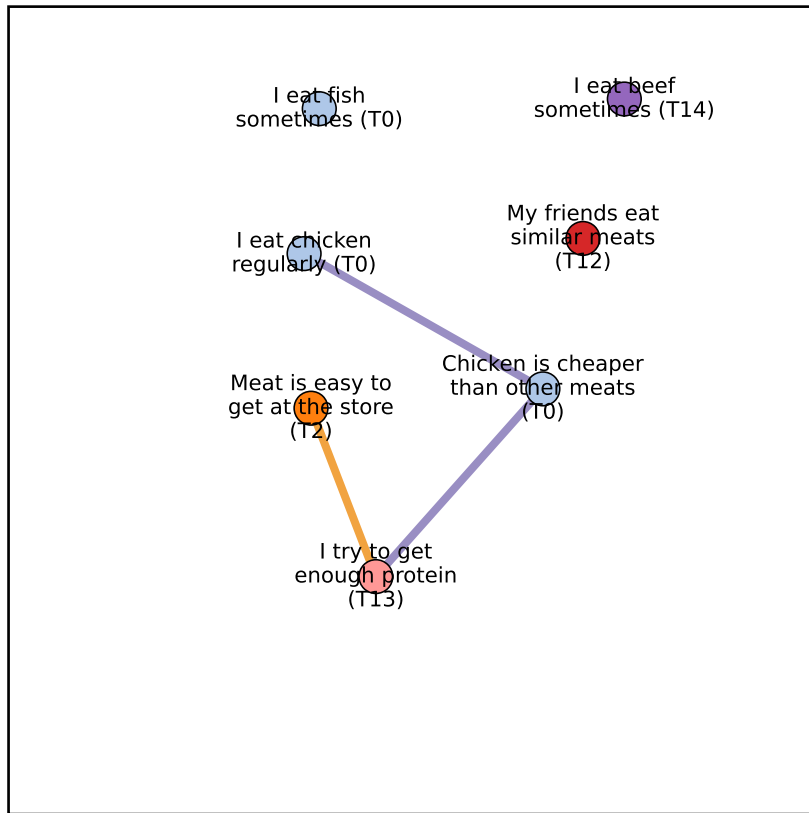 I eat fish
sometimes (T0)
I eat beef
sometimes (T14)
I eat chicken
regularly (T0)
My friends eat
similar meats
(T12)
Meat is easy to
get at the store
(T2)
Chicken is cheaper
than other meats
(T0)
I try to get
enough protein
(T13)